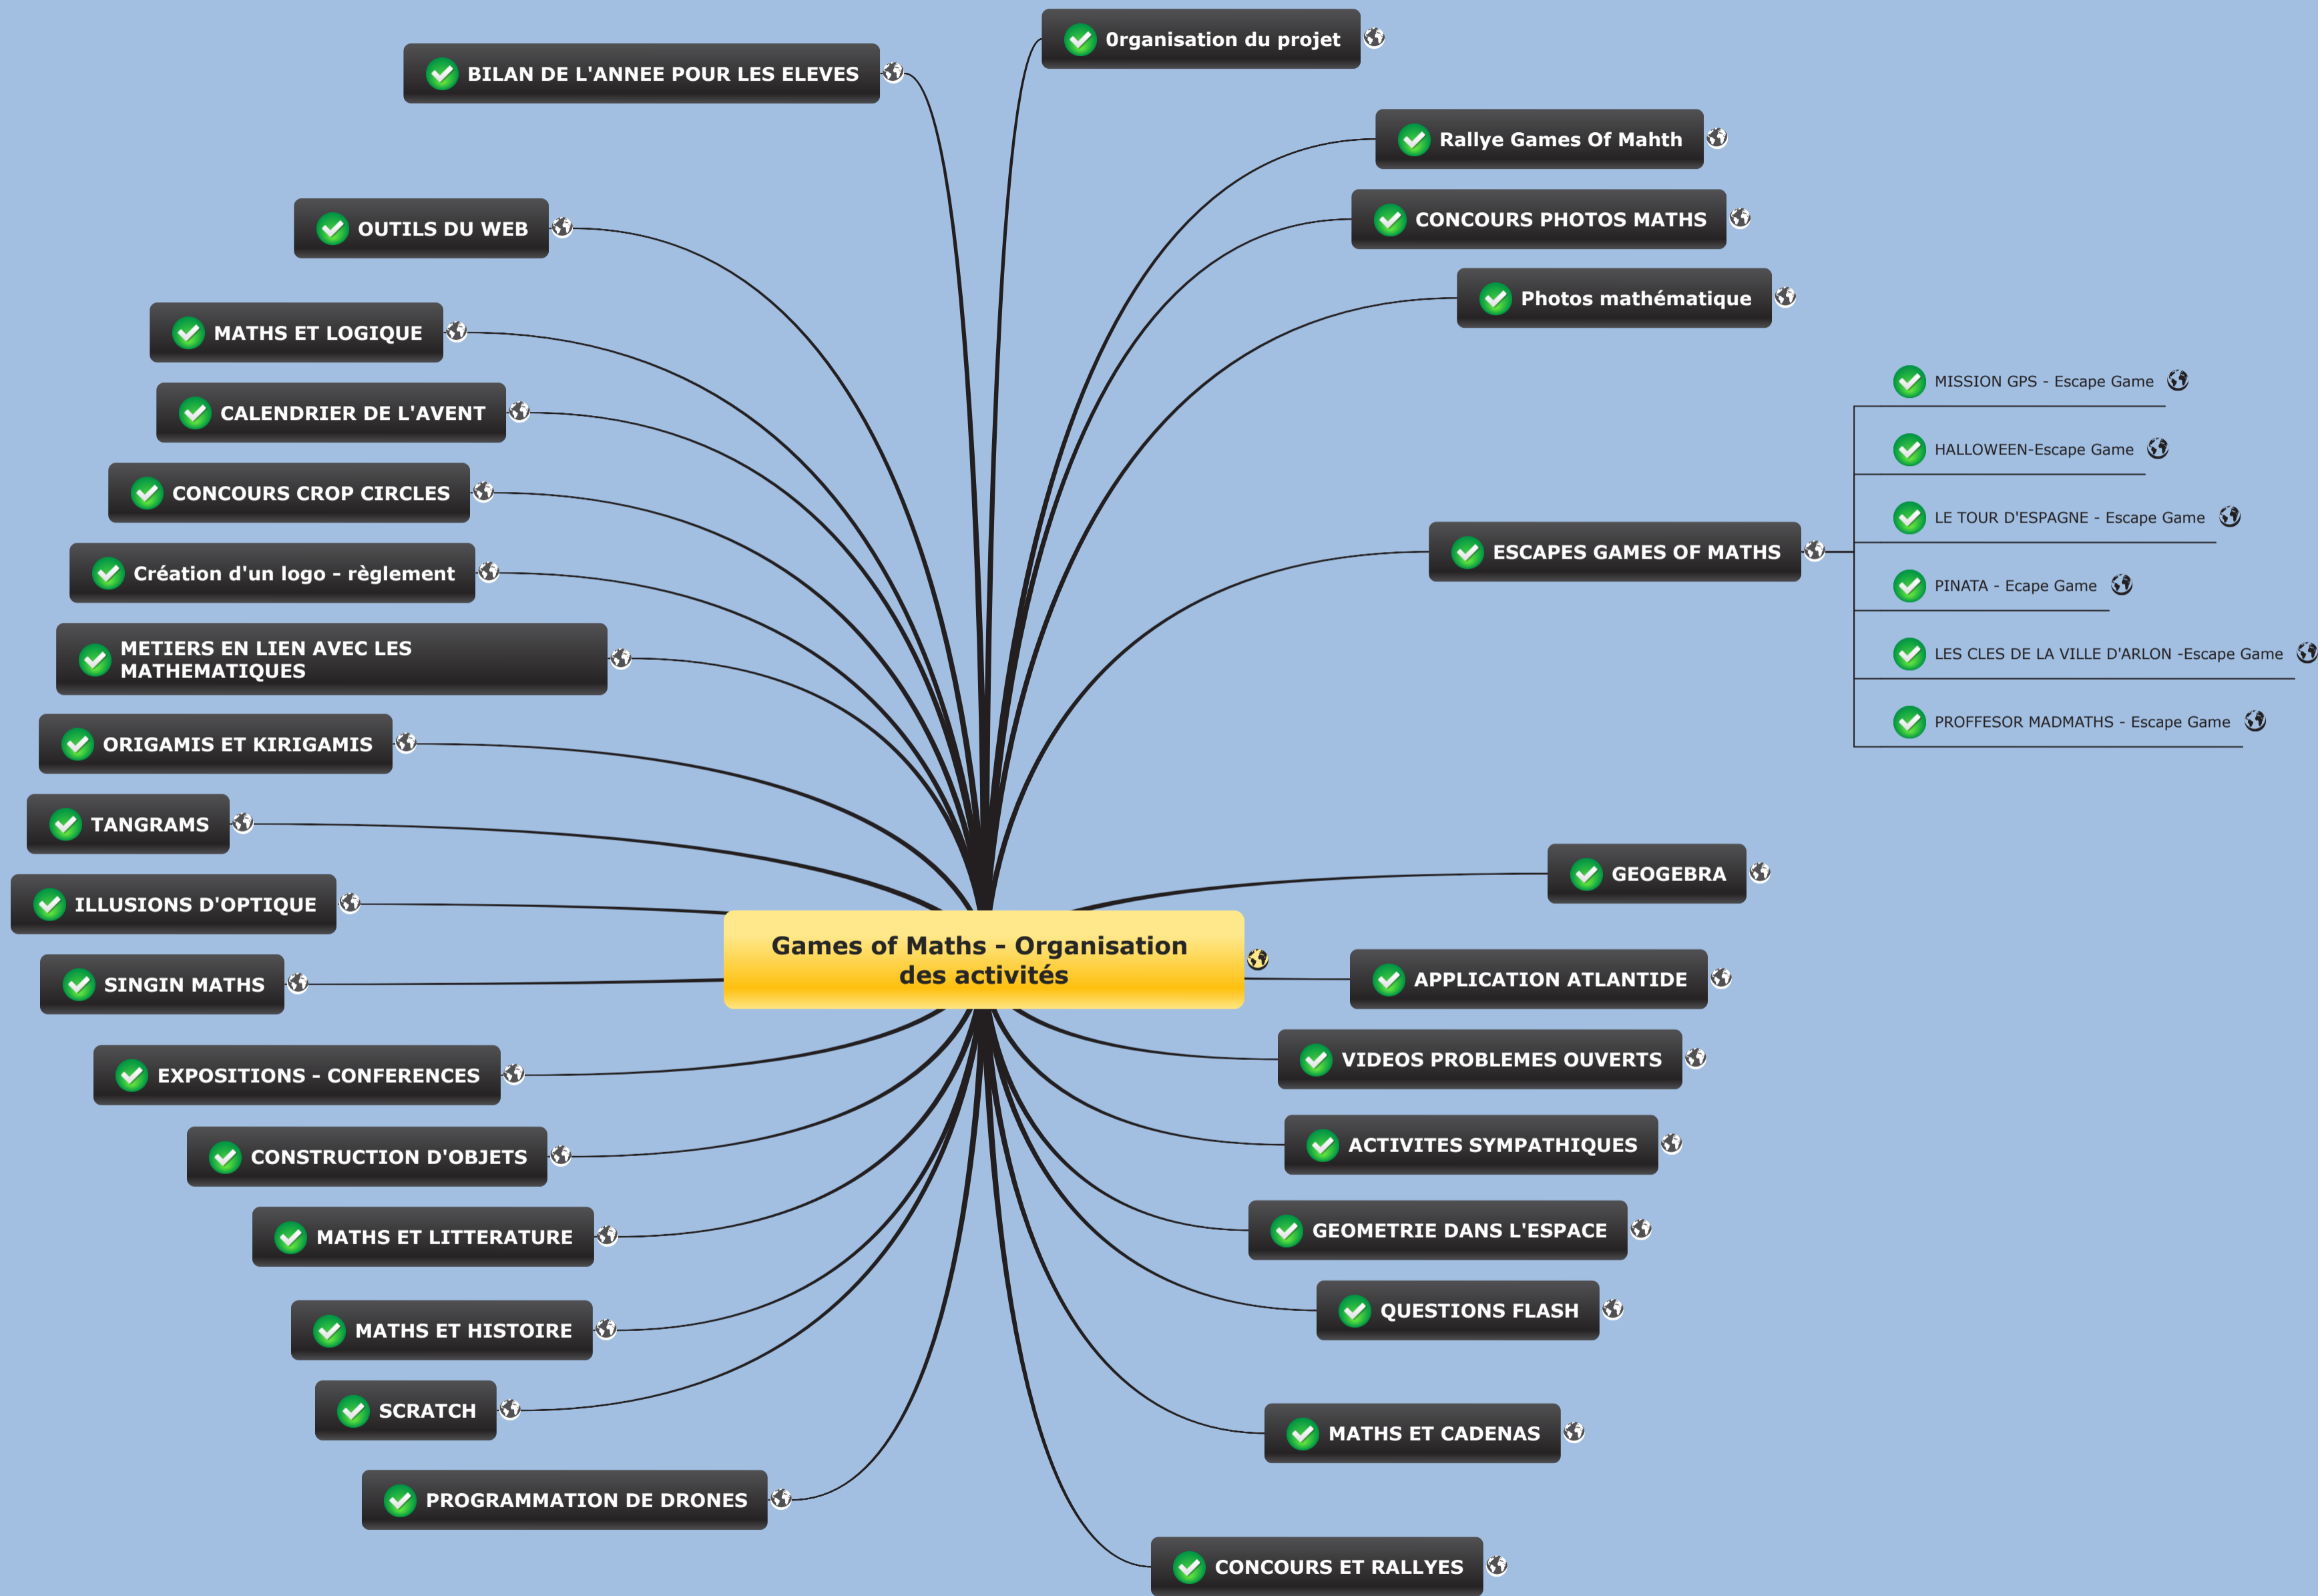 Games of Maths - Organisation
des activités
0rganisation du projet
Rallye Games Of Mahth
CONCOURS PHOTOS MATHS
Photos mathématique
ESCAPES GAMES OF MATHS
MISSION GPS - Escape Game
HALLOWEEN-Escape Game
LE TOUR D'ESPAGNE - Escape Game
PINATA - Ecape Game
LES CLES DE LA VILLE D'ARLON -Escape Game
PROFFESOR MADMATHS - Escape Game
GEOGEBRA
APPLICATION ATLANTIDE
VIDEOS PROBLEMES OUVERTS
ACTIVITES SYMPATHIQUES
GEOMETRIE DANS L'ESPACE
QUESTIONS FLASH
MATHS ET CADENAS
CONCOURS ET RALLYES
BILAN DE L'ANNEE POUR LES ELEVES
OUTILS DU WEB
MATHS ET LOGIQUE
CALENDRIER DE L'AVENT
CONCOURS CROP CIRCLES
Création d'un logo - règlement
METIERS EN LIEN AVEC LES
MATHEMATIQUES
ORIGAMIS ET KIRIGAMIS
TANGRAMS
ILLUSIONS D'OPTIQUE
SINGIN MATHS
EXPOSITIONS - CONFERENCES
CONSTRUCTION D'OBJETS
MATHS ET LITTERATURE
MATHS ET HISTOIRE
SCRATCH
PROGRAMMATION DE DRONES